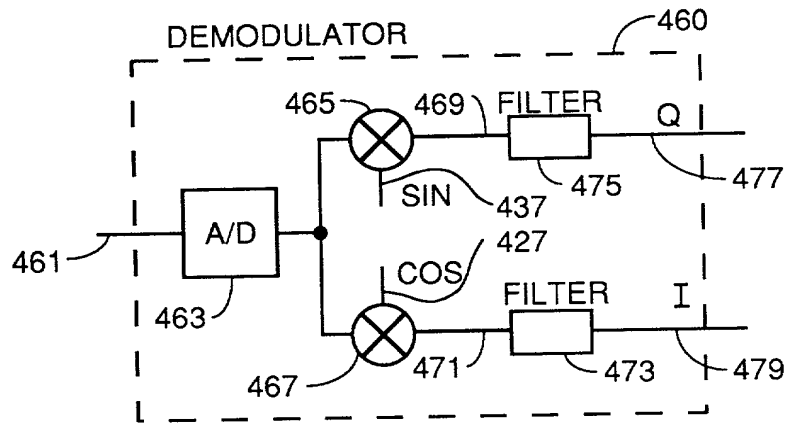 DEMODULATOR
460
465
469
FILTER
Q
SIN
437
475
477
A/D
461
463
427
COS
FILTER
I
467
471
473
479